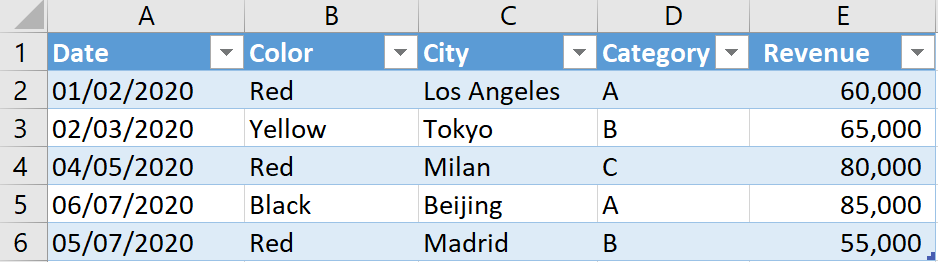 A B C D E
1 Date Color City Category Revenue
2 01/02/2020 Red Los Angeles A 60,000
3 02/03/2020 Yellow Tokyo B 65,000
4 04/05/2020 Red Milan C 80,000
5 06/07/2020 Black Beijing A 85,000
6 05/07/2020 Red Madrid B 55,000